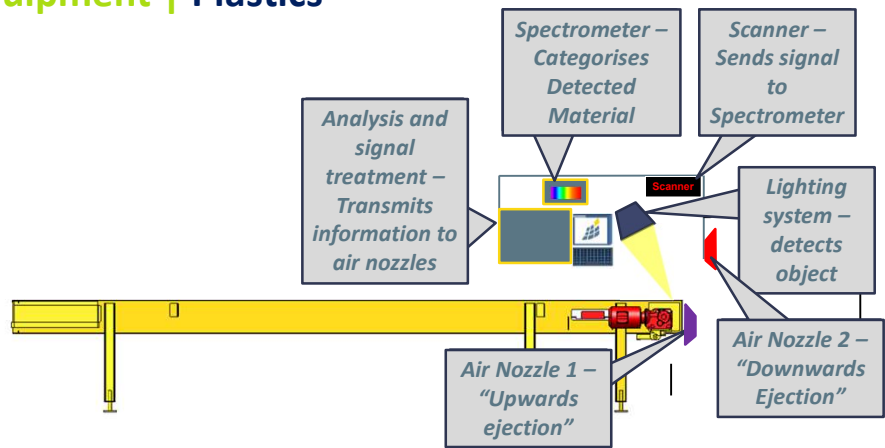 | Plastics
Spectrometer –
Categorises
Detected
Material
Scanner –
Sends signal
to
Spectrometer
Analysis and
signal
treatment –
Transmits
information to
air nozzles
Scanner
Lighting
system –
detects
object
Air Nozzle 1 –
“Upwards
ejection”
Air Nozzle 2 –
“Downwards
Ejection”